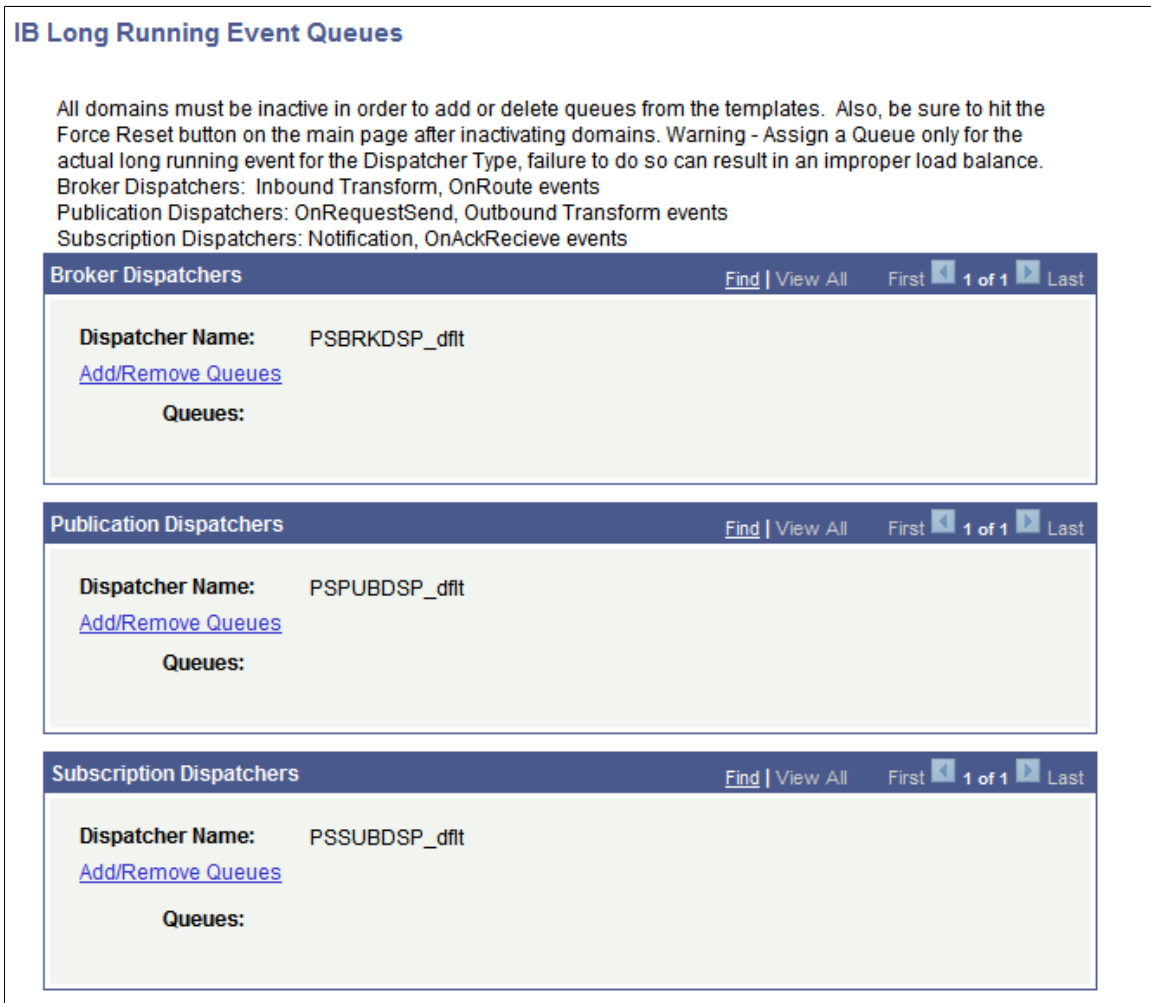 IB Long Running Event Queues
All domains must be inactive in order to add or delete queues from the templates.  Also, be sure to hit the
Force Reset button on the main page after inactivating domains. Warning - Assign a Queue only for the
actual long running event for the Dispatcher Type, failure to do so can result in an improper load balance.
Broker Dispatchers:  Inbound Transform, OnRoute events
Publication Dispatchers: OnRequestSend, Outbound Transform events
Subscription Dispatchers: Notification, OnAckRecieve events
Broker Dispatchers Find | View All First 1 of 1 Last
Dispatcher Name: PSBRKDSP_dflt
Add/Remove Queues
Queues:
Publication Dispatchers Find | View All First 1 of 1 Last
Dispatcher Name: PSPUBDSP_dflt
Add/Remove Queues
Queues:
Subscription Dispatchers Find | View All First 1 of 1 Last
Dispatcher Name: PSSUBDSP_dflt
Add/Remove Queues
Queues: